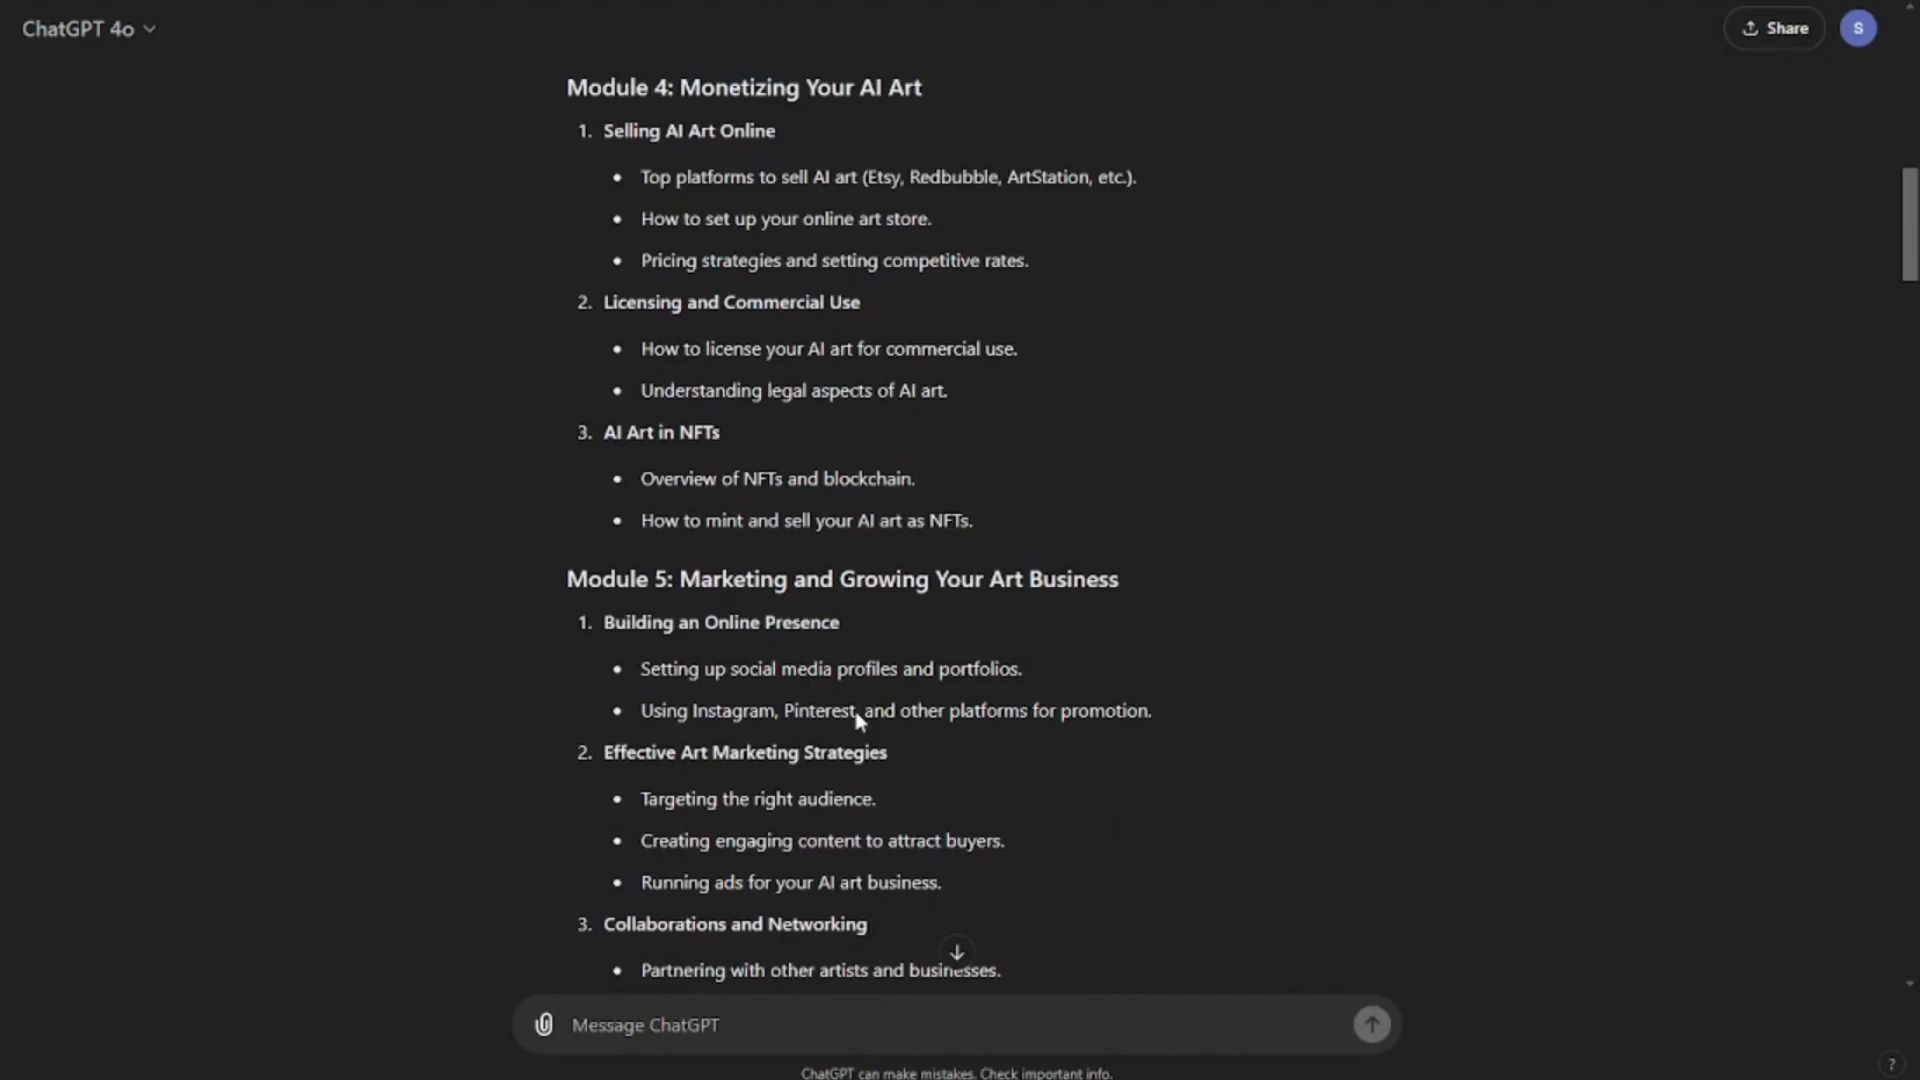 ChatGPT 4o
Share
S
Module 4: Monetizing Your AI Art
1. Selling AI Art Online
• Top platforms to sell AI art (Etsy, Redbubble, ArtStation, etc.).
• How to set up your online art store.
• Pricing strategies and setting competitive rates.
2. Licensing and Commercial Use
• How to license your AI art for commercial use.
• Understanding legal aspects of AI art.
3. AI Art in NFTs
• Overview of NFTs and blockchain.
• How to mint and sell your AI art as NFTs.
Module 5: Marketing and Growing Your Art Business
1. Building an Online Presence
• Setting up social media profiles and portfolios.
• Using Instagram, Pinterest, and other platforms for promotion.
2. Effective Art Marketing Strategies
• Targeting the right audience.
• Creating engaging content to attract buyers.
• Running ads for your AI art business.
3. Collaborations and Networking
• Partnering with other artists and businesses.
Message ChatGPT
ChatGPT can make mistakes. Check important info.
?